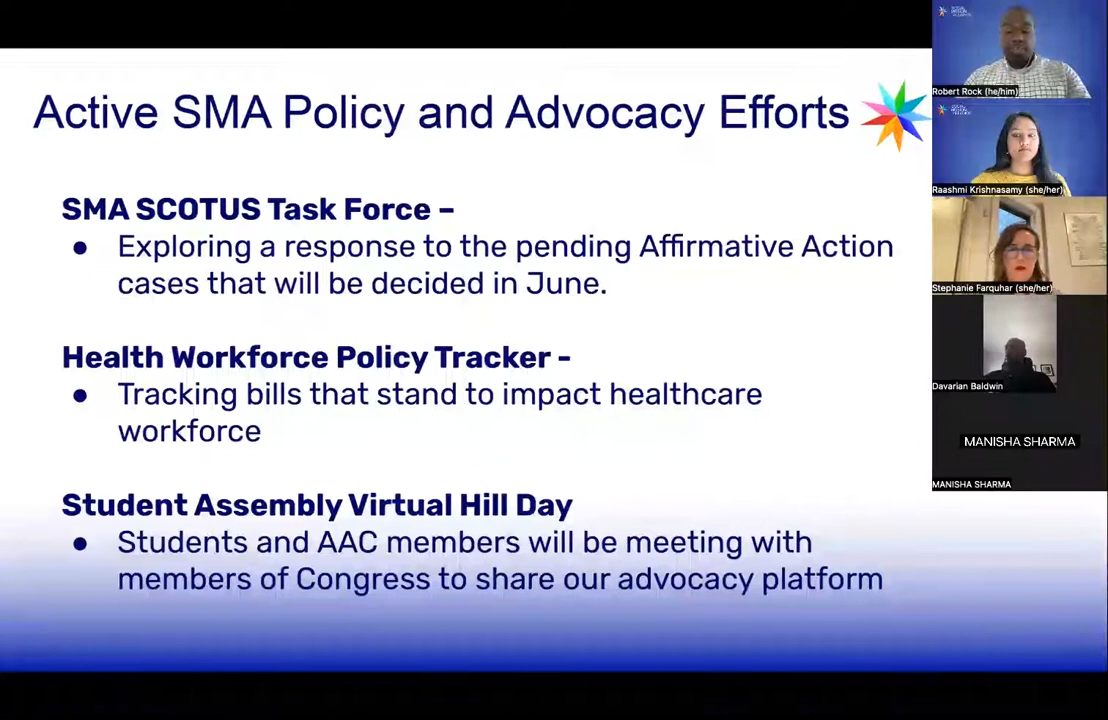 Active SMA Policy and Advocacy Efforts
SMA SCOTUS Task Force –
● Exploring a response to the pending Affirmative Action
cases that will be decided in June.
Health Workforce Policy Tracker -
● Tracking bills that stand to impact healthcare
workforce
Student Assembly Virtual Hill Day
● Students and AAC members will be meeting with
members of Congress to share our advocacy platform
Robert Rock (he/him)
Raashmi Krishnasamy (she/her)
Stephanie Farquhar (she/her)
Davarian Baldwin
MANISHA SHARMA
MANISHA SHARMA